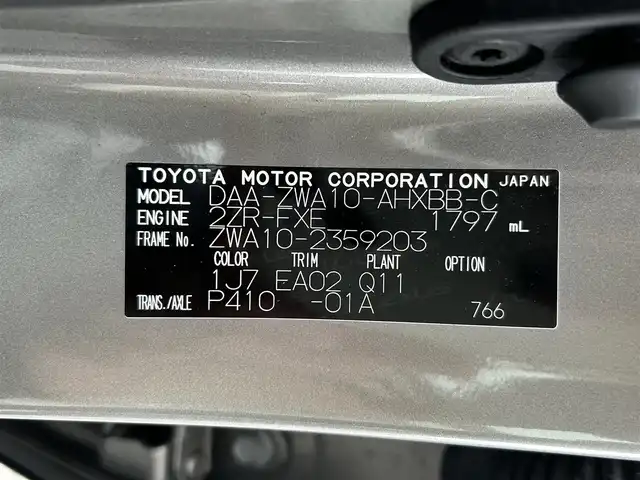 TOYOTA MOTOR CORPORATION JAPAN
MODEL DAA-ZWA10-AHXBB-C
ENGINE 2ZR-FXE 1797 mL
FRAME No. ZWA10-2359203
COLOR TRIM PLANT OPTION
1J7 EA02 Q11
TRANS./AXLE P410 -01A 766